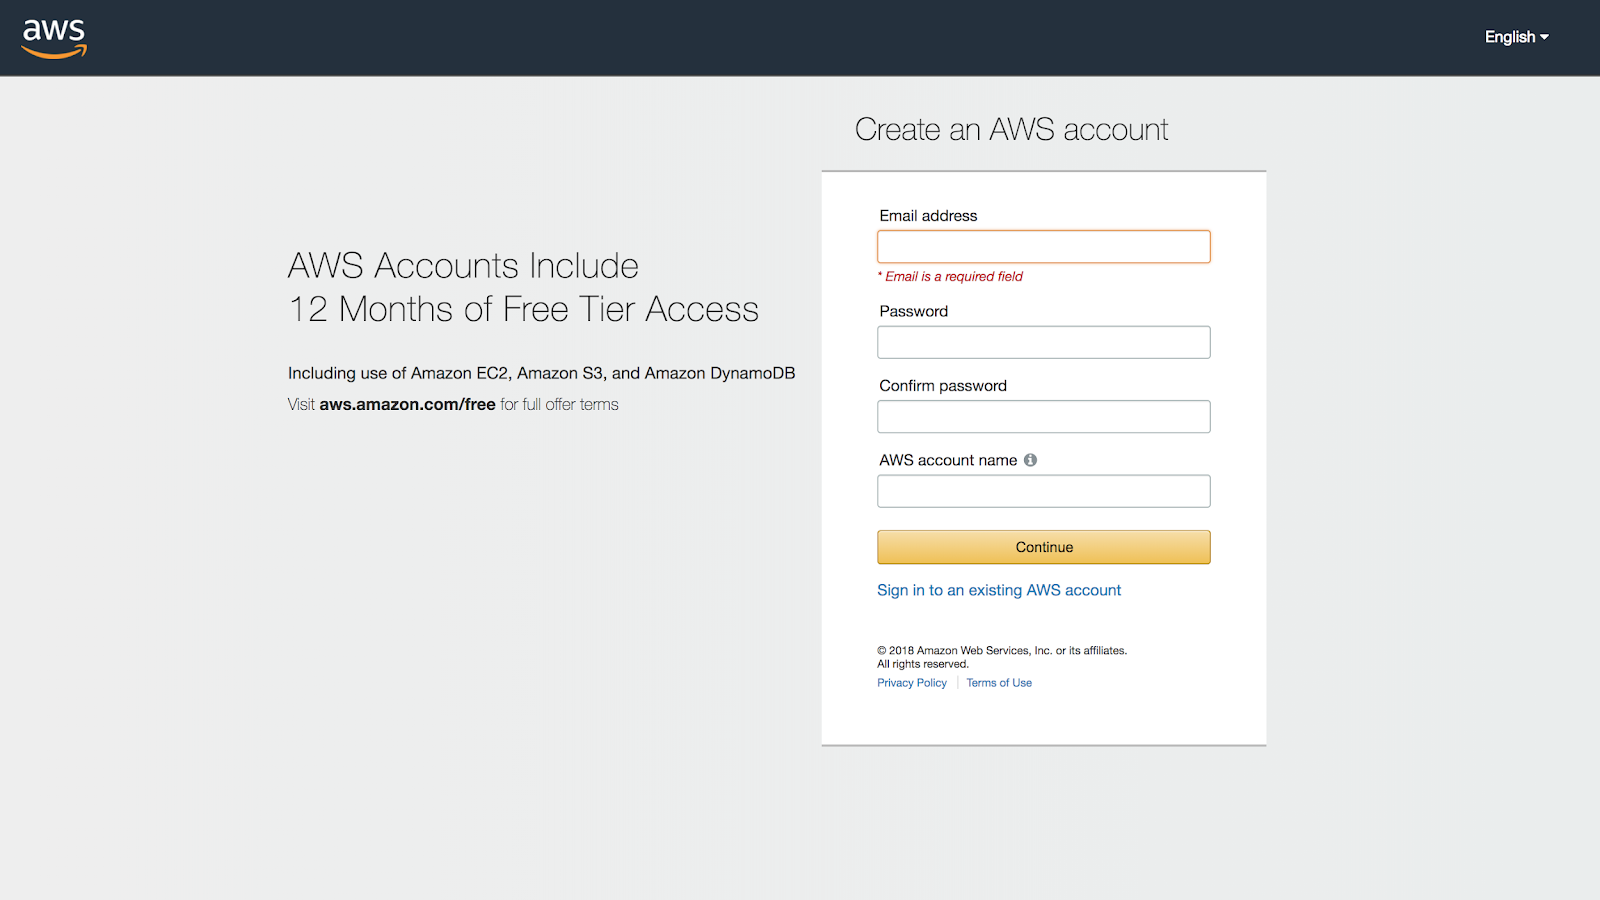 aws
English
Create an AWS account
AWS Accounts Include
12 Months of Free Tier Access
Including use of Amazon EC2, Amazon S3, and Amazon DynamoDB
Visit aws.amazon.com/free for full offer terms
Email address
* Email is a required field
Password
Confirm password
AWS account name
Continue
Sign in to an existing AWS account
© 2018 Amazon Web Services, Inc. or its affiliates.
All rights reserved.
Privacy Policy Terms of Use